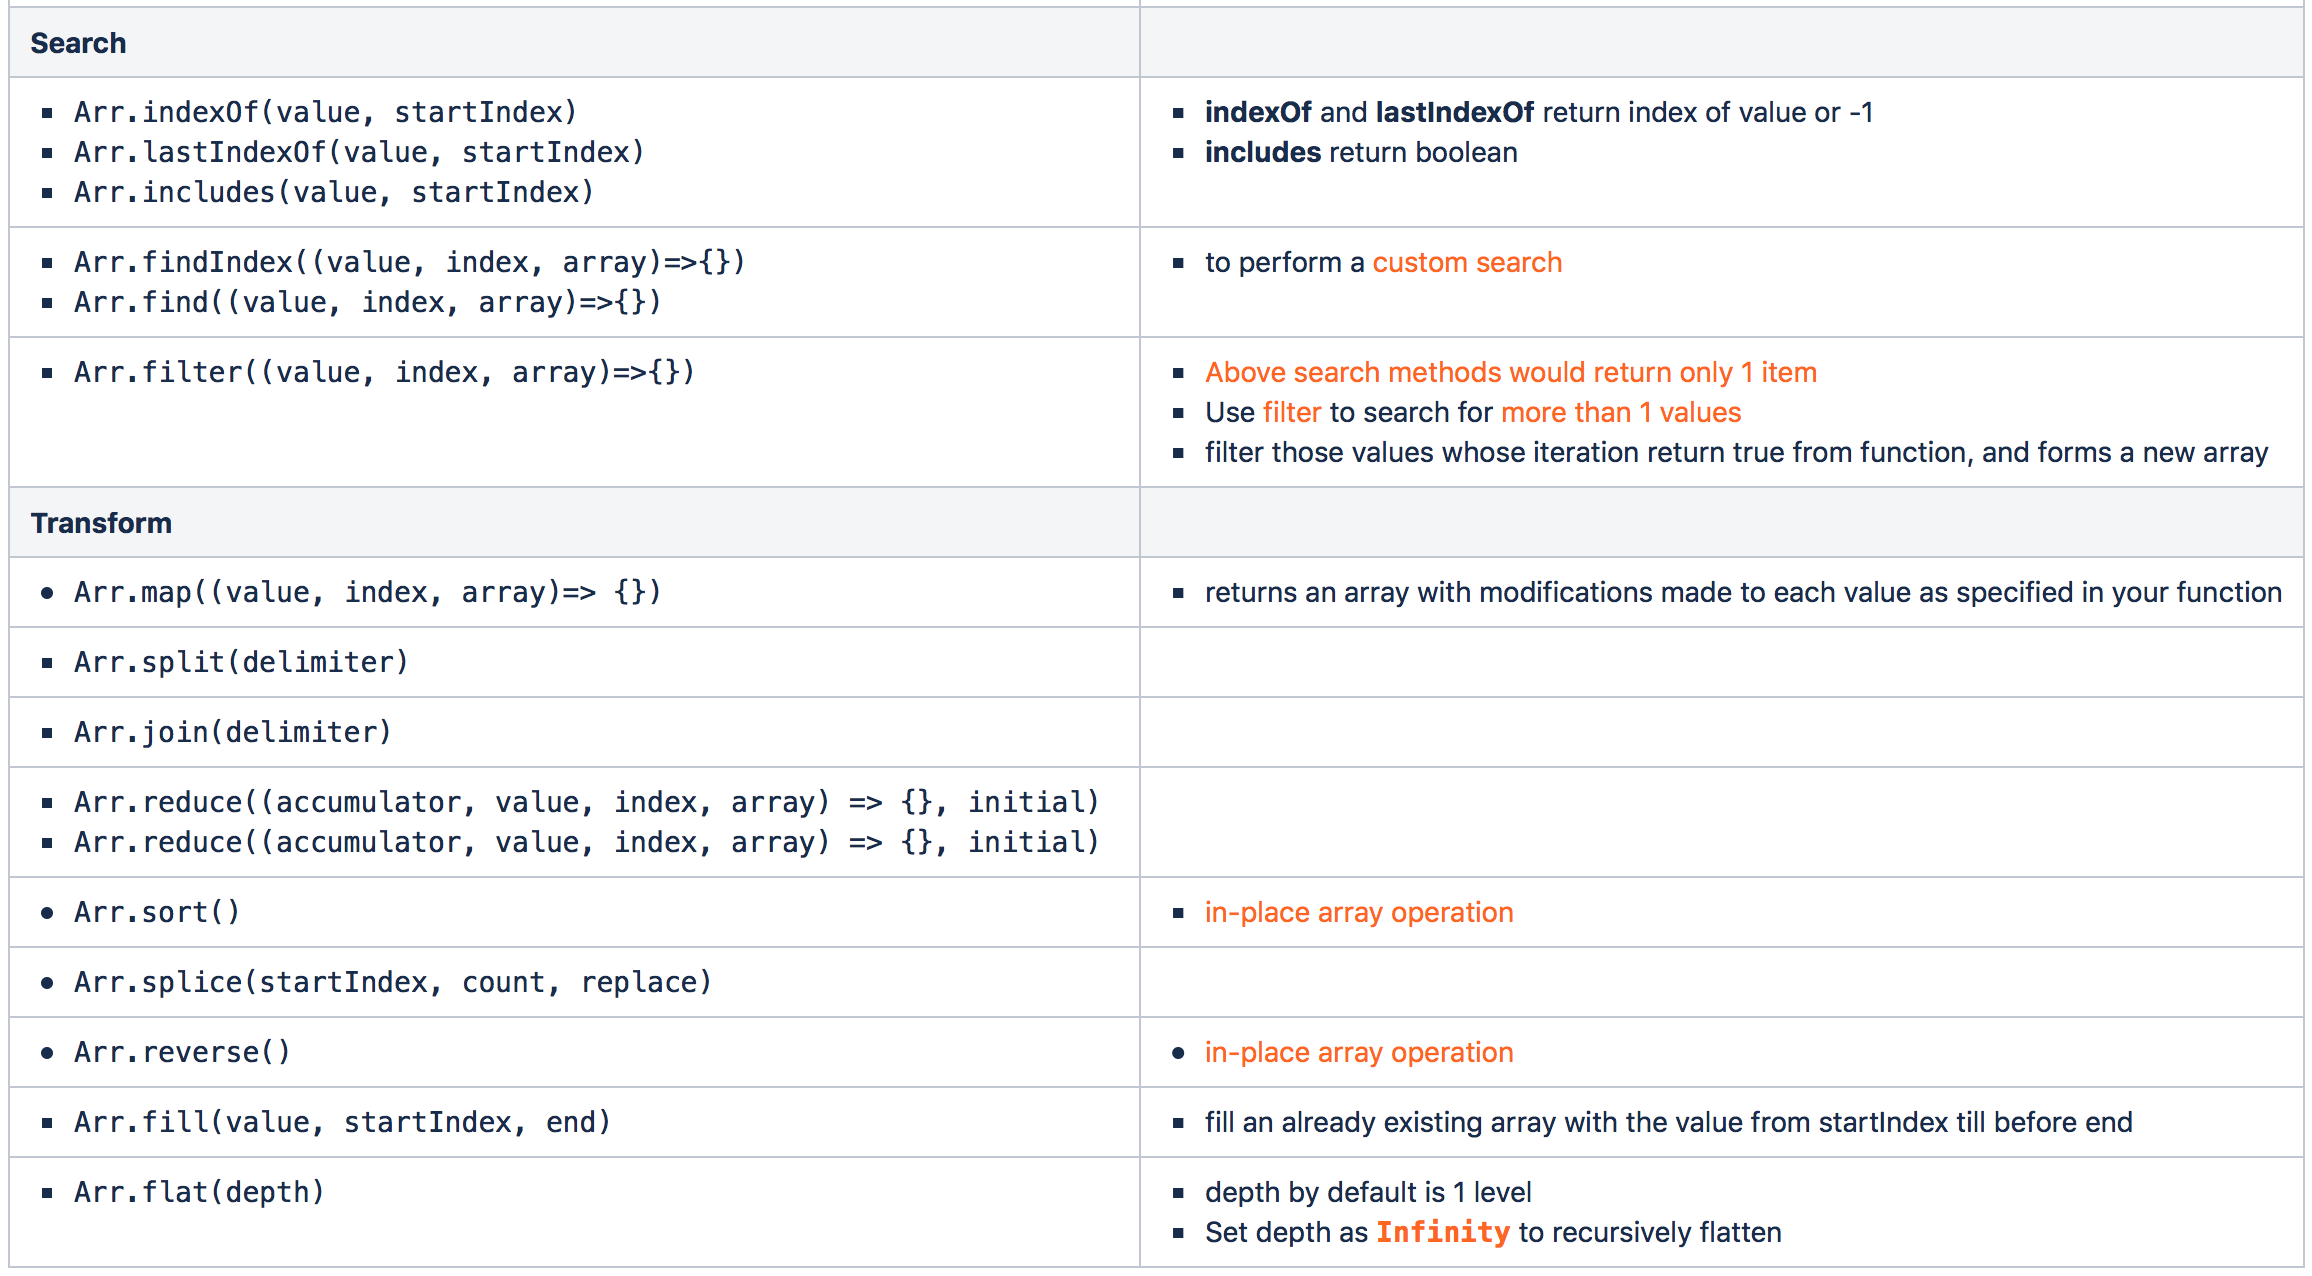 Search
Arr.indexOf(value, startIndex)
Arr.lastIndexOf(value, startIndex)
Arr.includes(value, startIndex)
indexOf and lastIndexOf return index of value or -1
includes return boolean
Arr.findIndex((value, index, array)=>{})
Arr.find((value, index, array)=>{})
to perform a custom search
Arr.filter((value, index, array)=>{})
Above search methods would return only 1 item
Use filter to search for more than 1 values
filter those values whose iteration return true from function, and forms a new array
Transform
Arr.map((value, index, array)=> {})
returns an array with modifications made to each value as specified in your function
Arr.split(delimiter)
Arr.join(delimiter)
Arr.reduce((accumulator, value, index, array) => {}, initial)
Arr.reduce((accumulator, value, index, array) => {}, initial)
Arr.sort()
in-place array operation
Arr.splice(startIndex, count, replace)
Arr.reverse()
in-place array operation
Arr.fill(value, startIndex, end)
fill an already existing array with the value from startIndex till before end
Arr.flat(depth)
depth by default is 1 level
Set depth as Infinity to recursively flatten